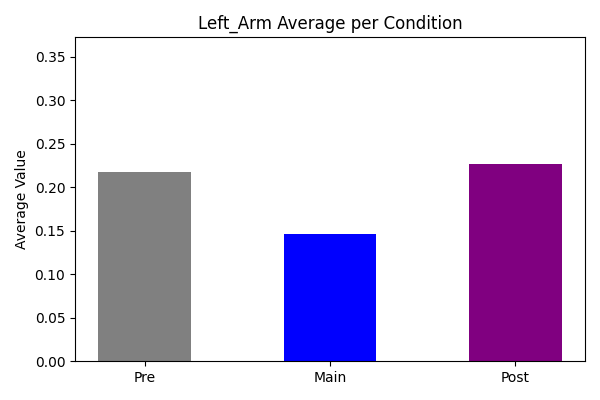 Left_Arm Average per Condition
Average Value
0.35
0.30
0.25
0.20
0.15
0.10
0.05
0.00
Pre
Main
Post